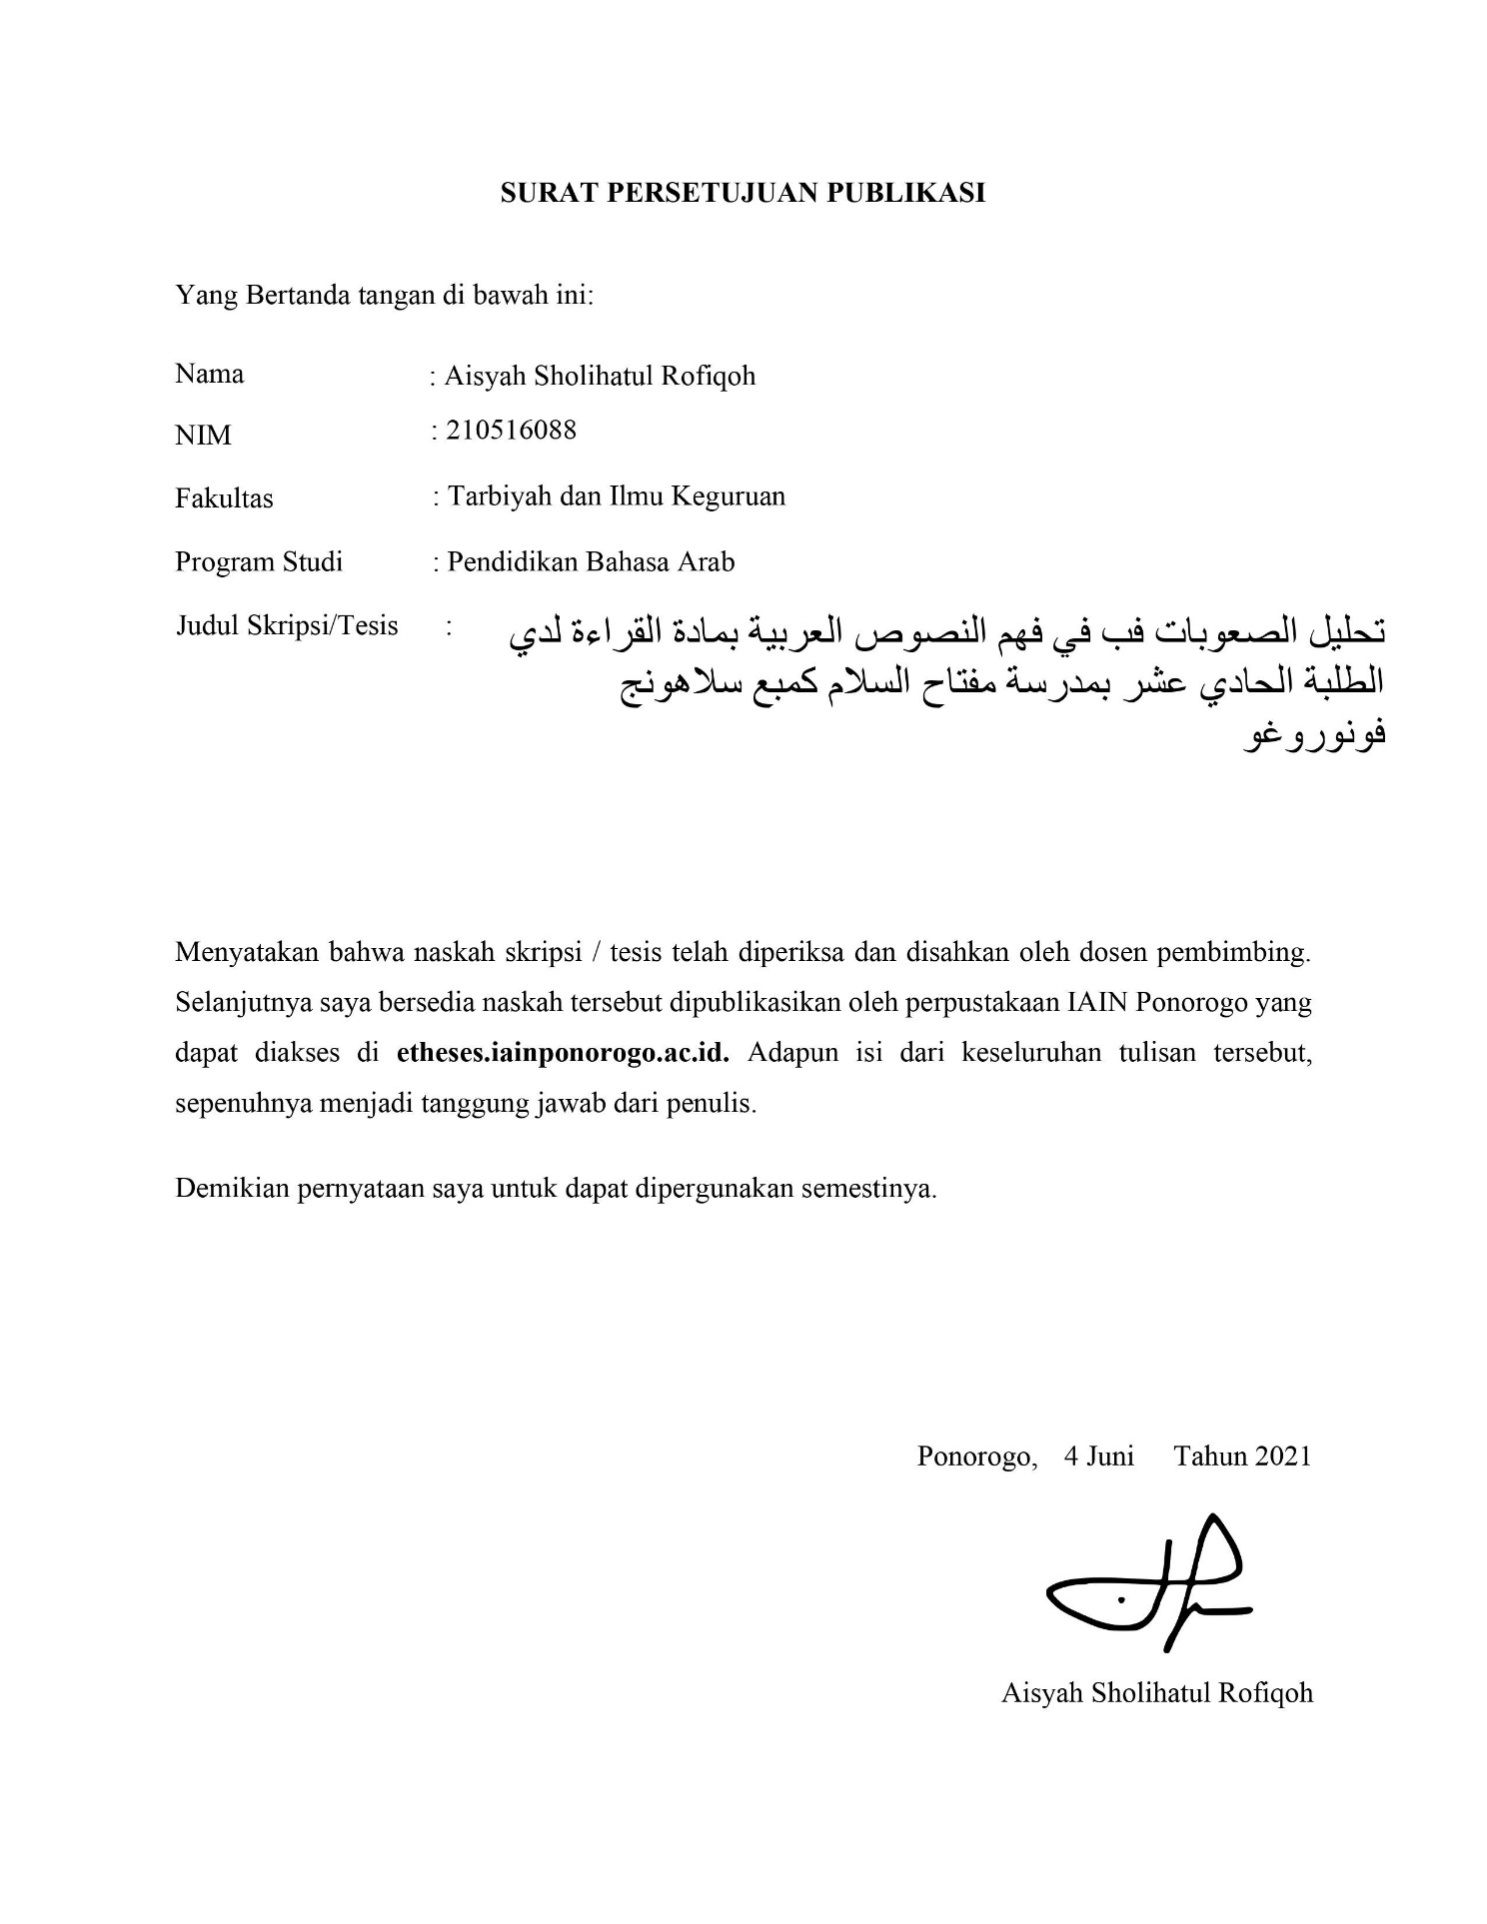 SURAT PERSETUJUAN PUBLIKASI
Yang Bertanda tangan di bawah ini:
Nama : Aisyah Sholihatul Rofiqoh
NIM : 210516088
Fakultas : Tarbiyah dan Ilmu Keguruan
Program Studi : Pendidikan Bahasa Arab
Judul Skripsi/Tesis : تحليل الصعوبات فب في فهم النصوص العربية بمادة القراءة لدي
الطلبة الحادي عشر بمدرسة مفتاح السلام كمبع سلاهونج
فونوروغو
Menyatakan bahwa naskah skripsi / tesis telah diperiksa dan disahkan oleh dosen pembimbing.
Selanjutnya saya bersedia naskah tersebut dipublikasikan oleh perpustakaan IAIN Ponorogo yang
dapat diakses di etheses.iainponorogo.ac.id. Adapun isi dari keseluruhan tulisan tersebut,
sepenuhnya menjadi tanggung jawab dari penulis.
Demikian pernyataan saya untuk dapat dipergunakan semestinya.
Ponorogo, 4 Juni Tahun 2021
Aisyah Sholihatul Rofiqoh